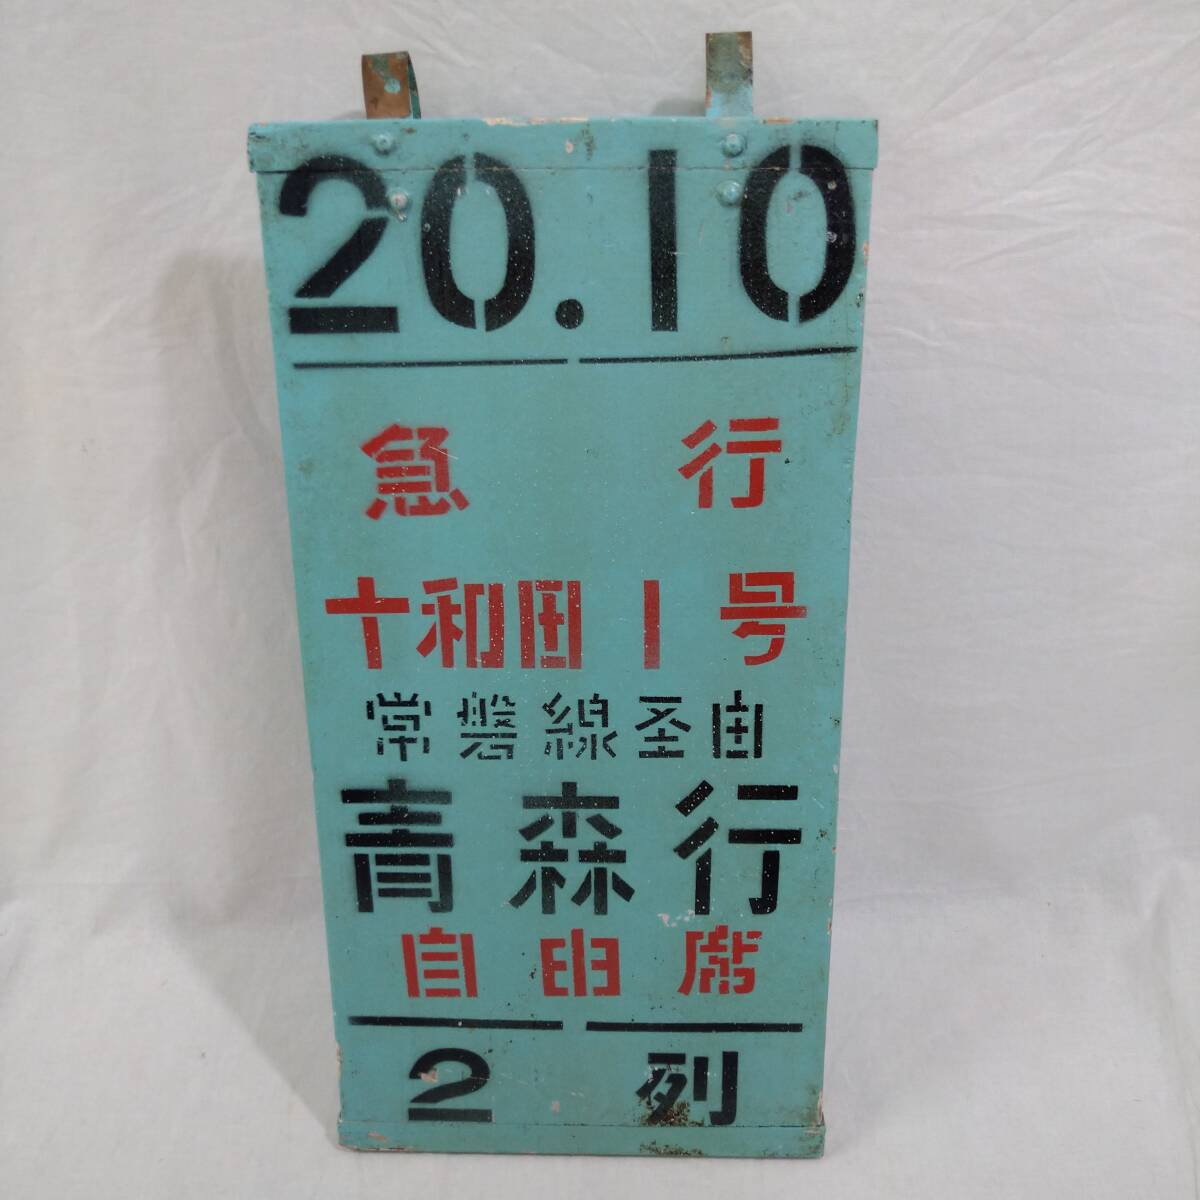 20.10
急行
十和田1号
常磐線圣由
青森行
自由席
2列